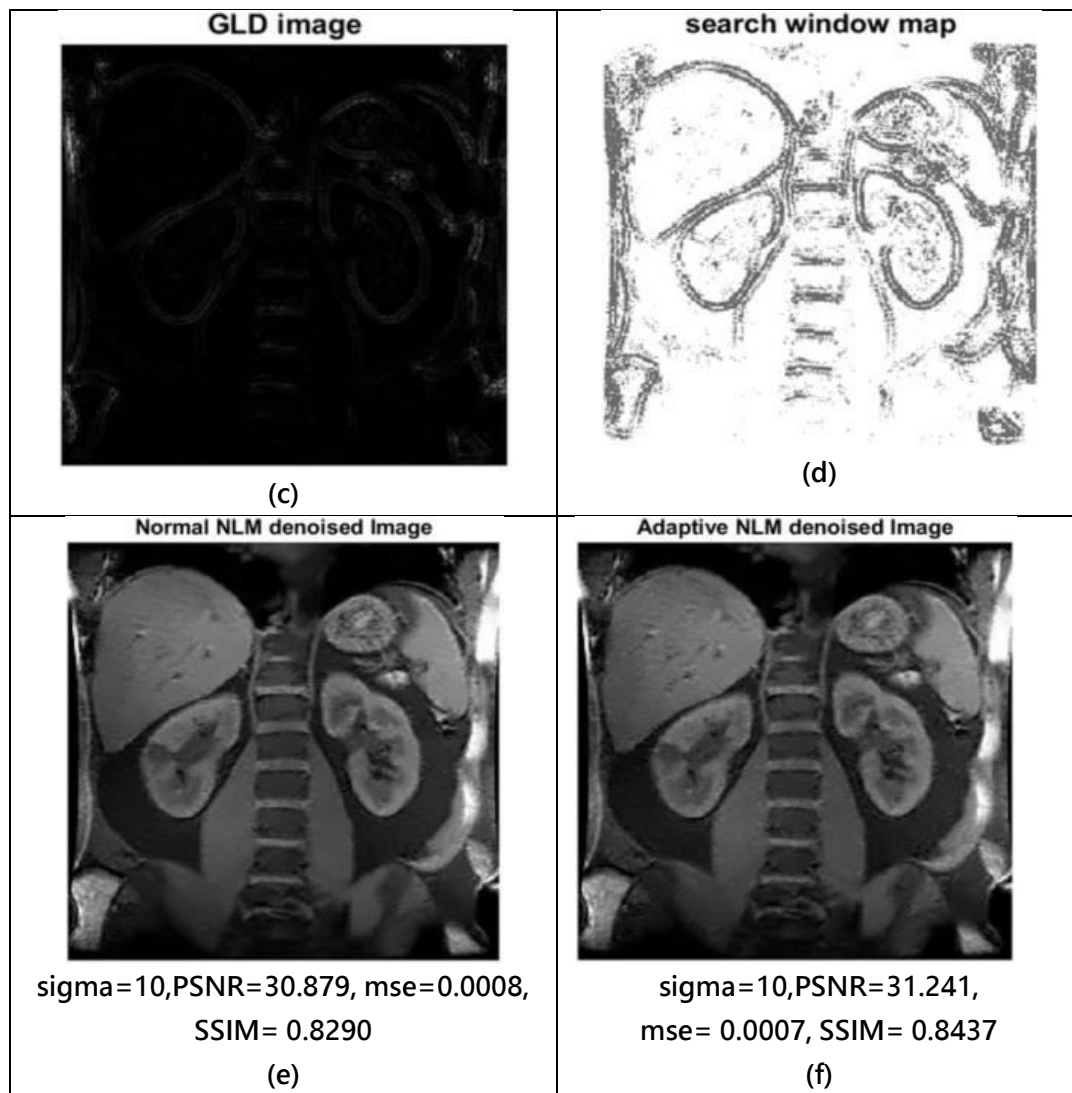 GLD image
search window map
(c)
(d)
Normal NLM denoised Image
Adaptive NLM denoised Image
sigma=10,PSNR=30.879, mse=0.0008,
SSIM= 0.8290
(e)
sigma=10,PSNR=31.241,
mse= 0.0007, SSIM= 0.8437
(f)